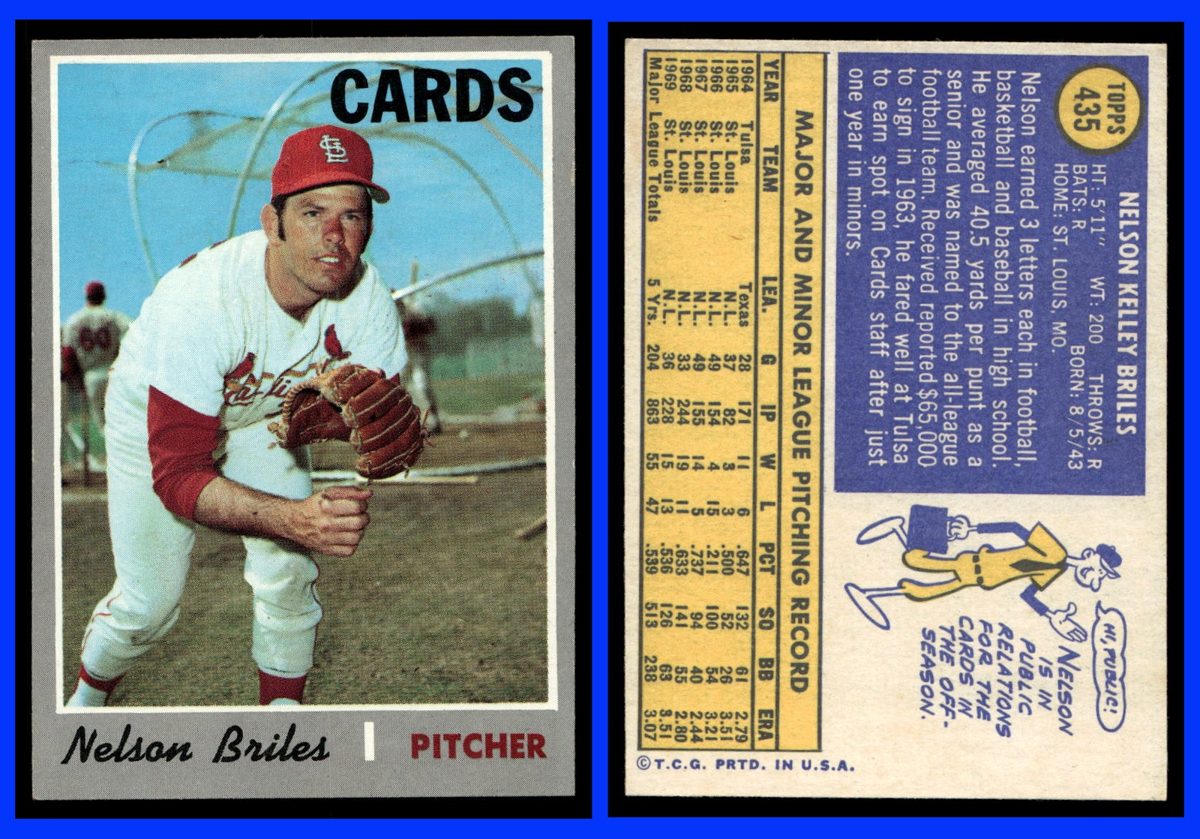 CARDS
STL
60
Nelson Briles
PITCHER
TOPPS
435
NELSON KELLEY BRILES
HT: 5'11" WT: 200 THROWS: R
BATS: R BORN: 8/5/43
HOME: ST. LOUIS, MO.
Nelson earned 3 letters each in football,
basketball and baseball in high school.
He averaged 40.5 yards per punt as a
senior and was named to the all-league
football team. Received reported $65,000
to sign in 1963, he fared well at Tulsa
to earn spot on Cards staff after just
one year in minors.
HI, PUBLIC!
NELSON
IS IN
PUBLIC
RELATIONS
FOR THE
CARDS IN
THE OFF-
SEASON.
MAJOR AND MINOR LEAGUE PITCHING RECORD
YEAR TEAM LEA. G IP W L PCT SO BB ERA
1964 Tulsa Texas 28 171 11 6 .647 132 61 2.79
1965 St. Louis N.L. 37 82 3 3 .500 52 26 3.51
1966 St. Louis N.L. 49 154 4 15 .211 100 54 3.21
1967 St. Louis N.L. 49 155 14 5 .737 94 40 2.44
1968 St. Louis N.L. 33 244 19 11 .633 141 55 2.80
1969 St. Louis N.L. 36 228 15 13 .536 126 63 3.51
Major League Totals 5 Yrs. 204 863 55 47 .539 513 238 3.07
© T.C.G. PRTD. IN U.S.A.